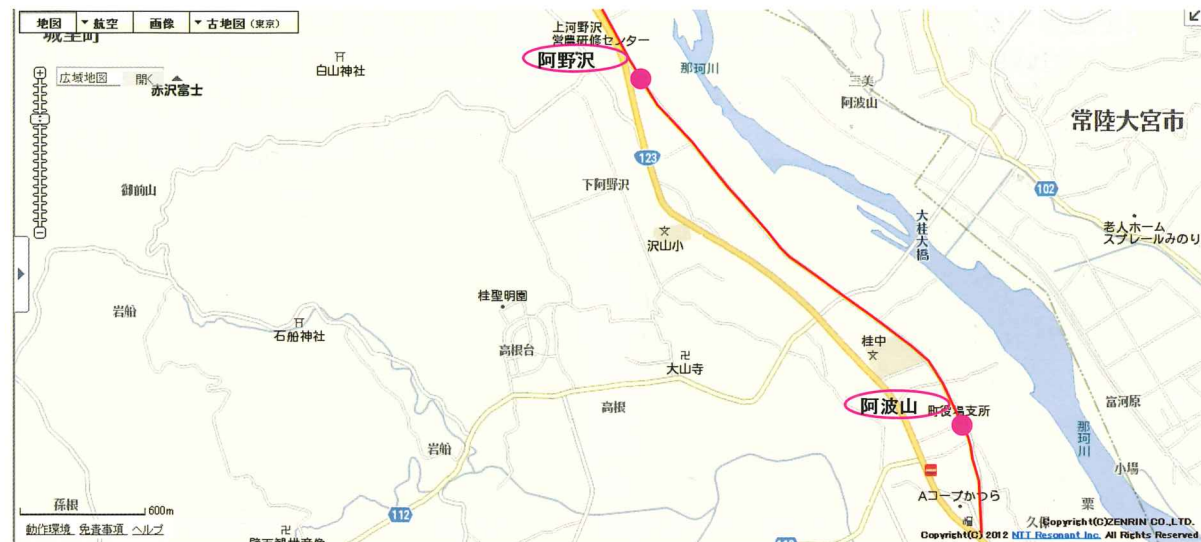 地図
▼航空
画像
▼古地図(東京)
城里町
広域地図
開く
赤沢富士
白山神社
上河野沢
営農研修センター
阿野沢
那珂川
三美
阿波山
常陸大宮市
123
102
御前山
下阿野沢
沢山小
大桂大橋
老人ホーム
スプレールみのり
岩船
石船神社
桂聖明園
高根台
大山寺
高根
桂中
阿波山
町役場支所
富河原
那珂川
岩船
小場
粟
孫根
600m
112
Aコープかつら
動作環境 免責事項 ヘルプ
Copyright(C)ZENRIN CO.,LTD.
Copyright(C) 2012 NTT Resonant Inc. All Rights Reserved